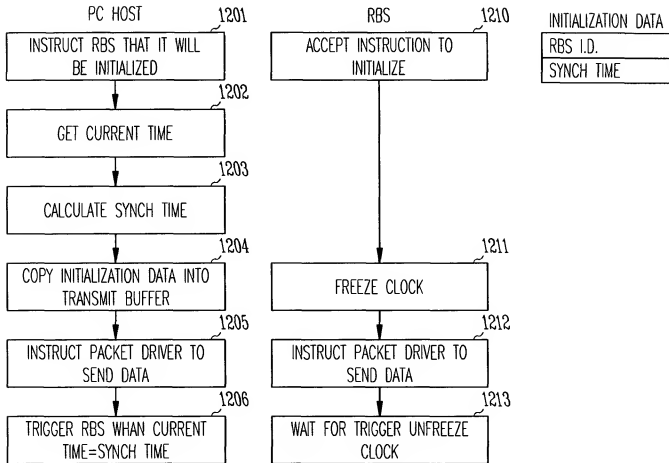 PC HOST
1201
INSTRUCT RBS THAT IT WILL
BE INITIALIZED
1202
GET CURRENT TIME
1203
CALCULATE SYNCH TIME
1204
COPY INITIALIZATION DATA INTO
TRANSMIT BUFFER
1205
INSTRUCT PACKET DRIVER TO
SEND DATA
1206
TRIGGER RBS WHAN CURRENT
TIME=SYNCH TIME
RBS
1210
ACCEPT INSTRUCTION TO
INITIALIZE
1211
FREEZE CLOCK
1212
INSTRUCT PACKET DRIVER TO
SEND DATA
1213
WAIT FOR TRIGGER UNFREEZE
CLOCK
INITIALIZATION DATA
RBS I.D.
SYNCH TIME